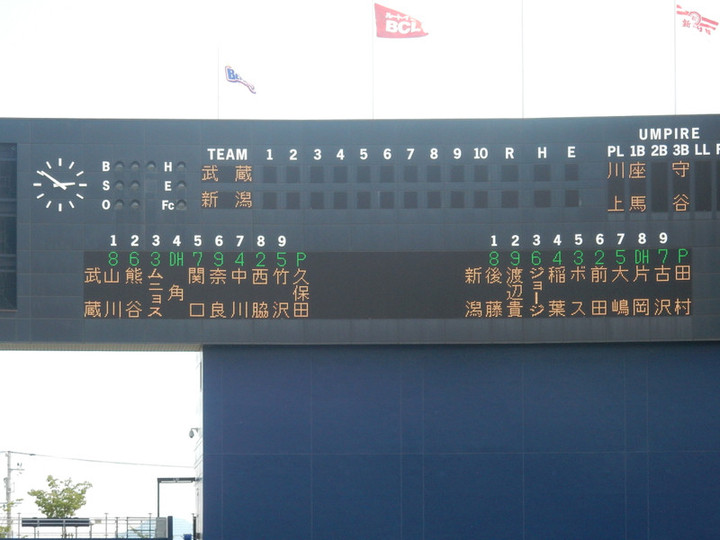 ルートイン
BCL
TEAM 1 2 3 4 5 6 7 8 9 10 R H E
武蔵
新潟
B H
S E
O Fc
UMPIRE
PL 1B 2B 3B LL
川上 座馬 守谷
1 2 3 4 5 6 7 8 9
8 6 3 DH 7 9 4 2 5 P
武蔵 山川 熊谷 ムニョス 角 関口 奈良 中川 西脇 竹沢 久保田
1 2 3 4 5 6 7 8 9
8 9 6 4 3 2 5 DH 7 P
新潟 後藤 渡辺貴 ジョージ 稲葉 ボス 前田 大嶋 片岡 古沢 田村